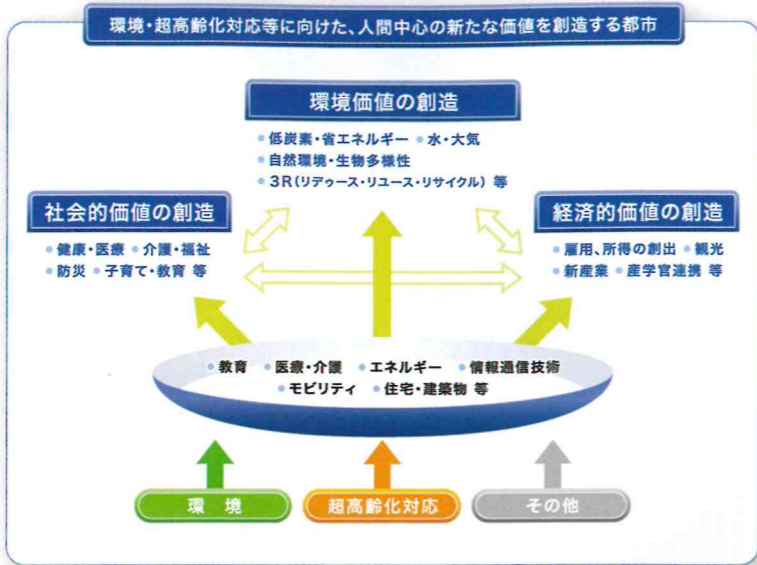 環境・超高齢化対応等に向けた、人間中心の新たな価値を創造する都市
環境価値の創造
• 低炭素・省エネルギー • 水・大気
• 自然環境・生物多様性
• 3R(リデゥース・リユース・リサイクル) 等
社会的価値の創造
• 健康・医療 • 介護・福祉
• 防災 • 子育て・教育 等
経済的価値の創造
• 雇用、所得の創出 • 観光
• 新産業 • 産学官連携 等
• 教育 • 医療・介護 • エネルギー • 情報通信技術
• モビリティ • 住宅・建築物 等
環 境
超高齢化対応
その他